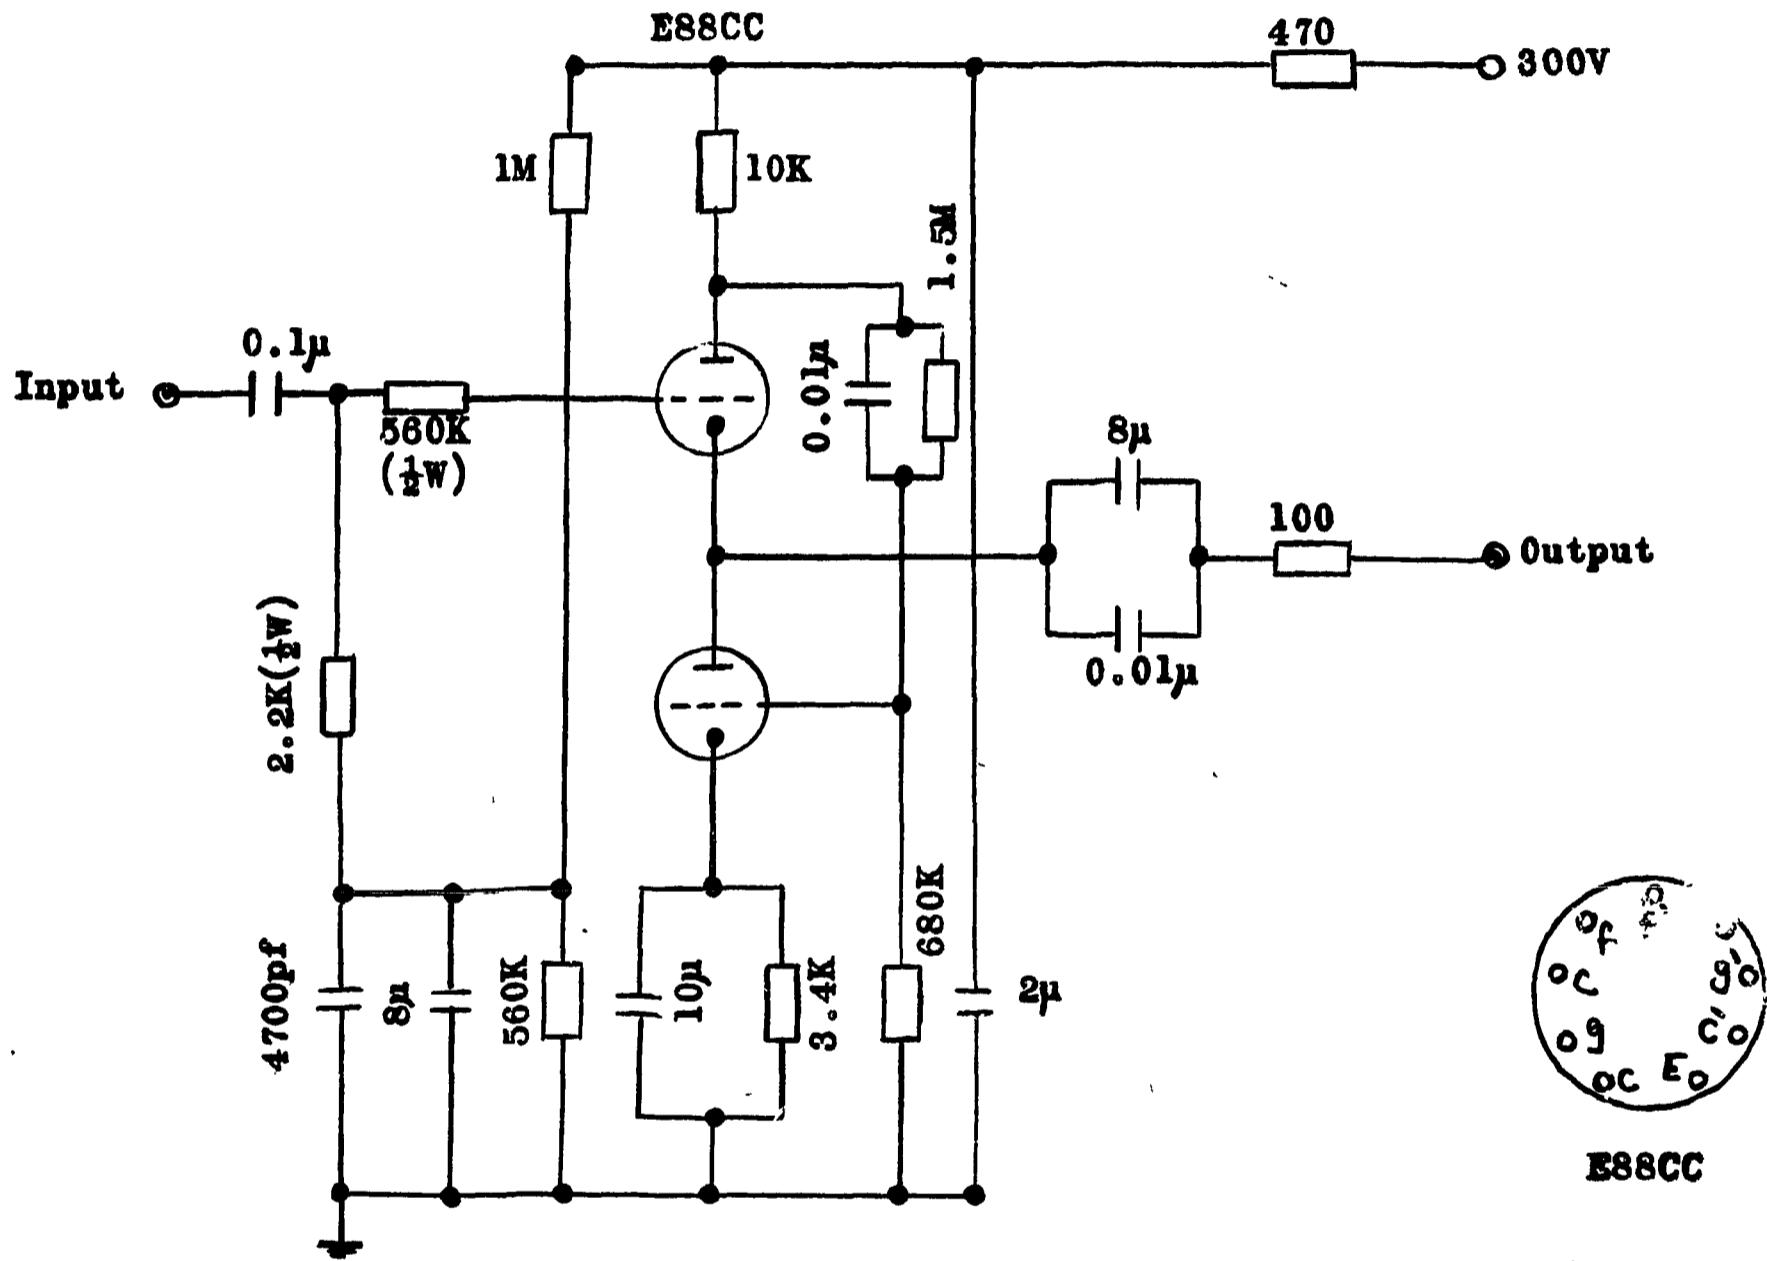 E88CC
470
300V
1M
10K
1.5M
0.1µ
Input
560K
(½W)
0.01µ
8µ
100
Output
0.01µ
2.2K(½W)
680K
4700pf
8µ
560K
10µ
3.4K
2µ
f
C
g'
g
C'
C
E
E88CC